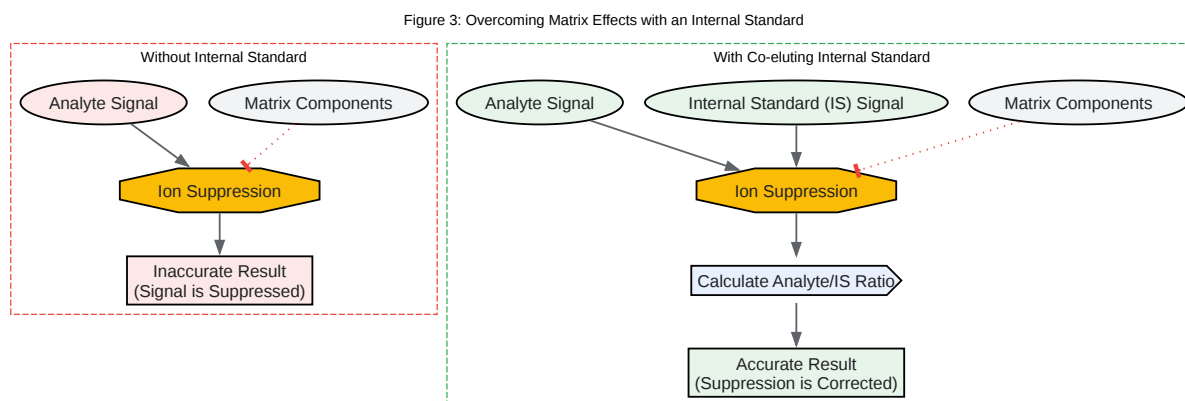 Figure 3: Overcoming Matrix Effects with an Internal Standard
Without Internal Standard
Analyte Signal
Matrix Components
Ion Suppression
Inaccurate Result
(Signal is Suppressed)
With Co-eluting Internal Standard
Analyte Signal
Internal Standard (IS) Signal
Matrix Components
Ion Suppression
Calculate Analyte/IS Ratio
Accurate Result
(Suppression is Corrected)